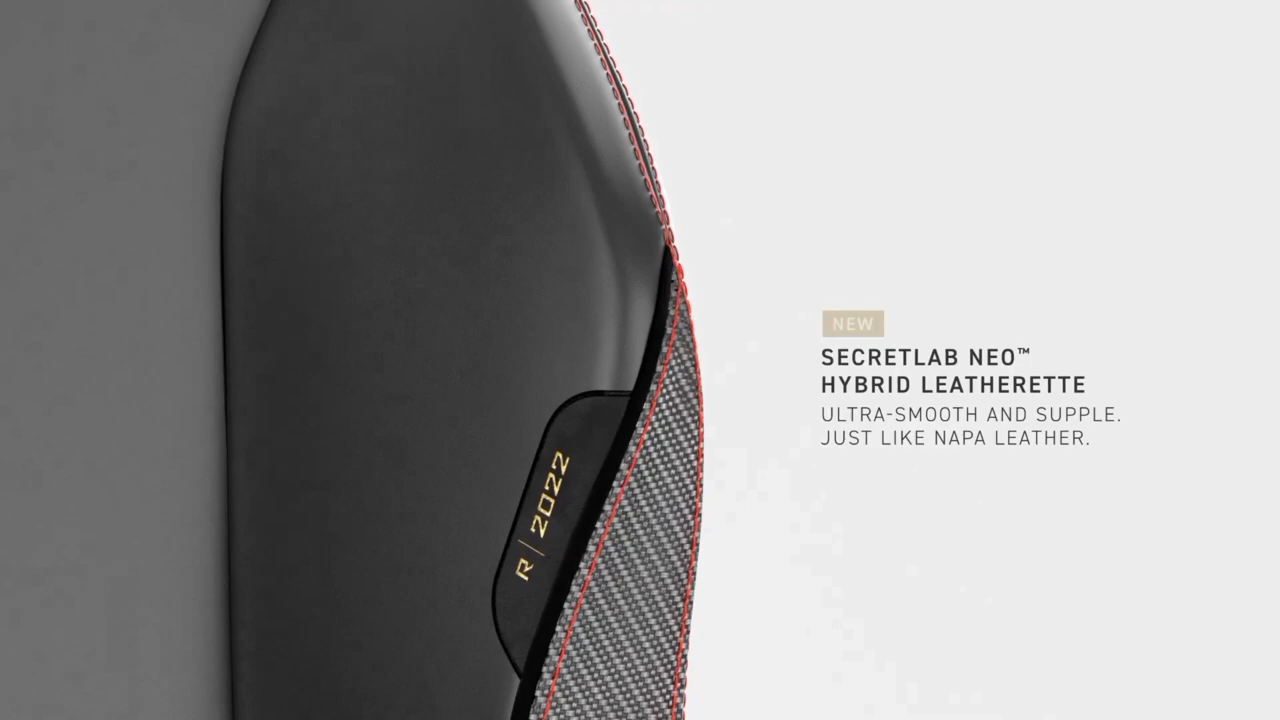 NEW
SECRETLAB NEO™
HYBRID LEATHERETTE
ULTRA-SMOOTH AND SUPPLE.
JUST LIKE NAPA LEATHER.
R | 2022